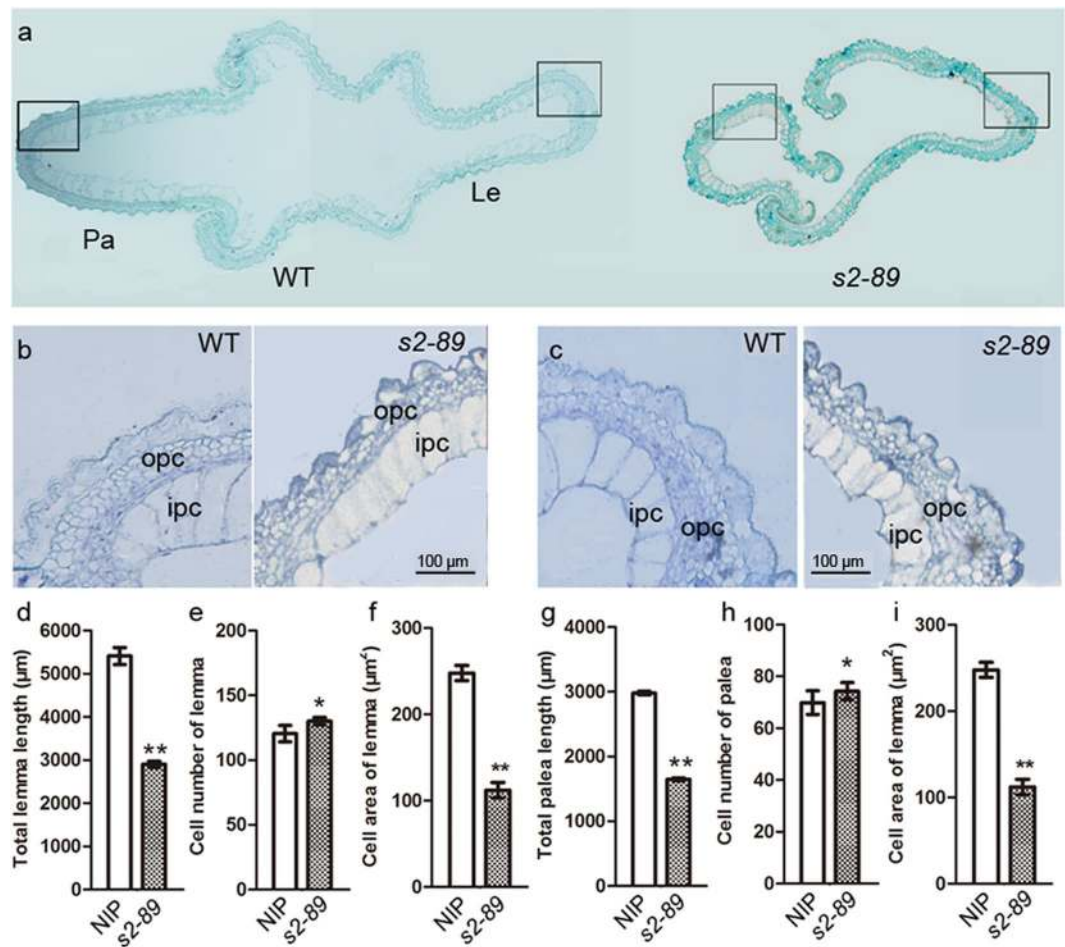 a
Pa
WT
Le
s2-89
b
WT
opc
ipc
s2-89
opc
ipc
100 µm
c
WT
ipc
opc
s2-89
opc
ipc
100 µm
d
Total lemma length (µm)
6000
5000
4000
3000
2000
1000
0
**
NIP
s2-89
e
Cell number of lemma
200
150
100
50
0
*
NIP
s2-89
f
Cell area of lemma (µm²)
300
200
100
0
**
NIP
s2-89
g
Total palea length (µm)
4000
3000
2000
1000
0
**
NIP
s2-89
h
Cell number of palea
100
80
60
40
20
0
*
NIP
s2-89
i
Cell area of lemma (µm²)
300
200
100
0
**
NIP
s2-89